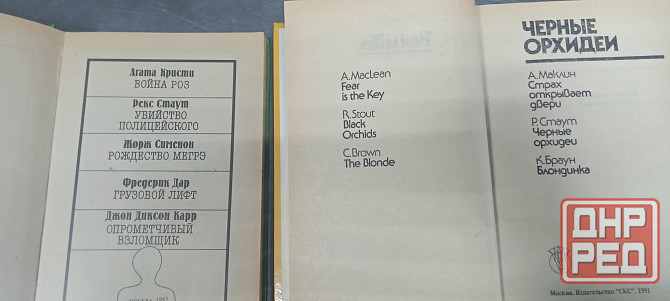 Агата Кристи
ВОЙНА РОЗ
Рекс Стаут
УБИЙСТВО
ПОЛИЦЕЙСКОГО
Жорж Сименон
РОЖДЕСТВО МЕГРЭ
Фредерик Дар
ГРУЗОВОЙ ЛИФТ
Джон Диксон Карр
ОПРОМЕТЧИВЫЙ
ВЗЛОМЩИК
A. MacLean
Fear
is the Key
R. Stout
Black
Orchids
C. Brown
The Blonde
ЧЕРНЫЕ
ОРХИДЕИ
А. Маклин
Страх
открывает
двери
Р. Стаут
Черные
орхидеи
К. Браун
Блондинка
Москва. Издательство "СКС", 1991
ДНР
РЕД